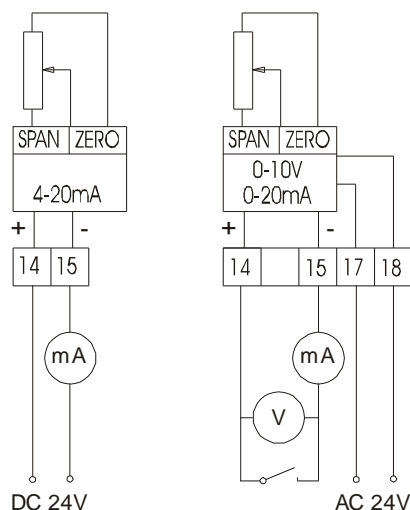 SPAN ZERO
4-20mA
+ -
14 15
mA
DC 24V
SPAN ZERO
0-10V
0-20mA
+ -
14 15 17 18
mA
V
AC 24V